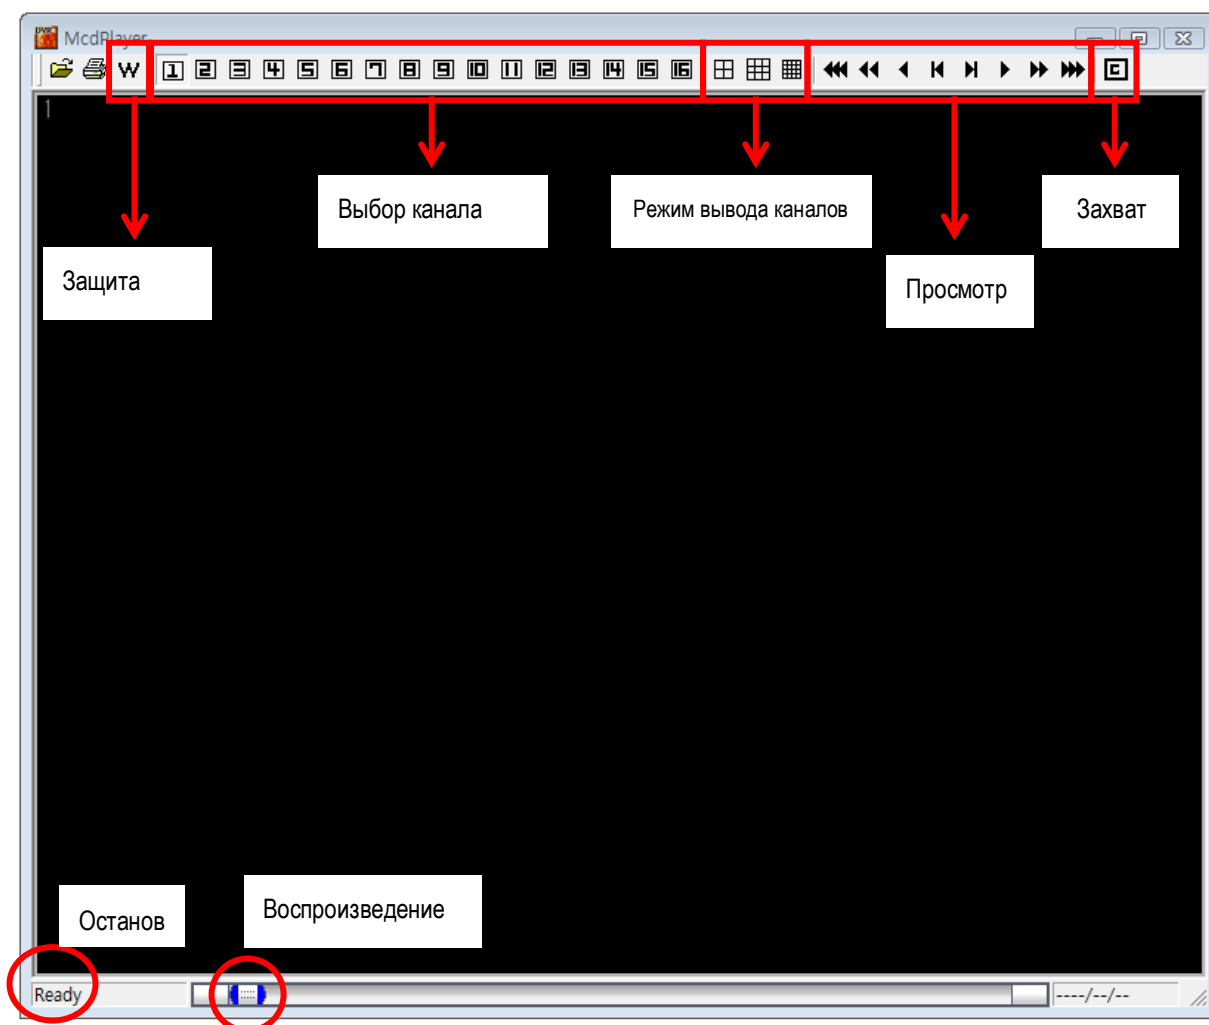 DVR McdPlayer
W 1 2 3 4 5 6 7 8 9 10 11 12 13 14 15 16 C
1
Выбор канала
Режим вывода каналов
Захват
Защита
Просмотр
Останов
Воспроизведение
Ready
----/--/--